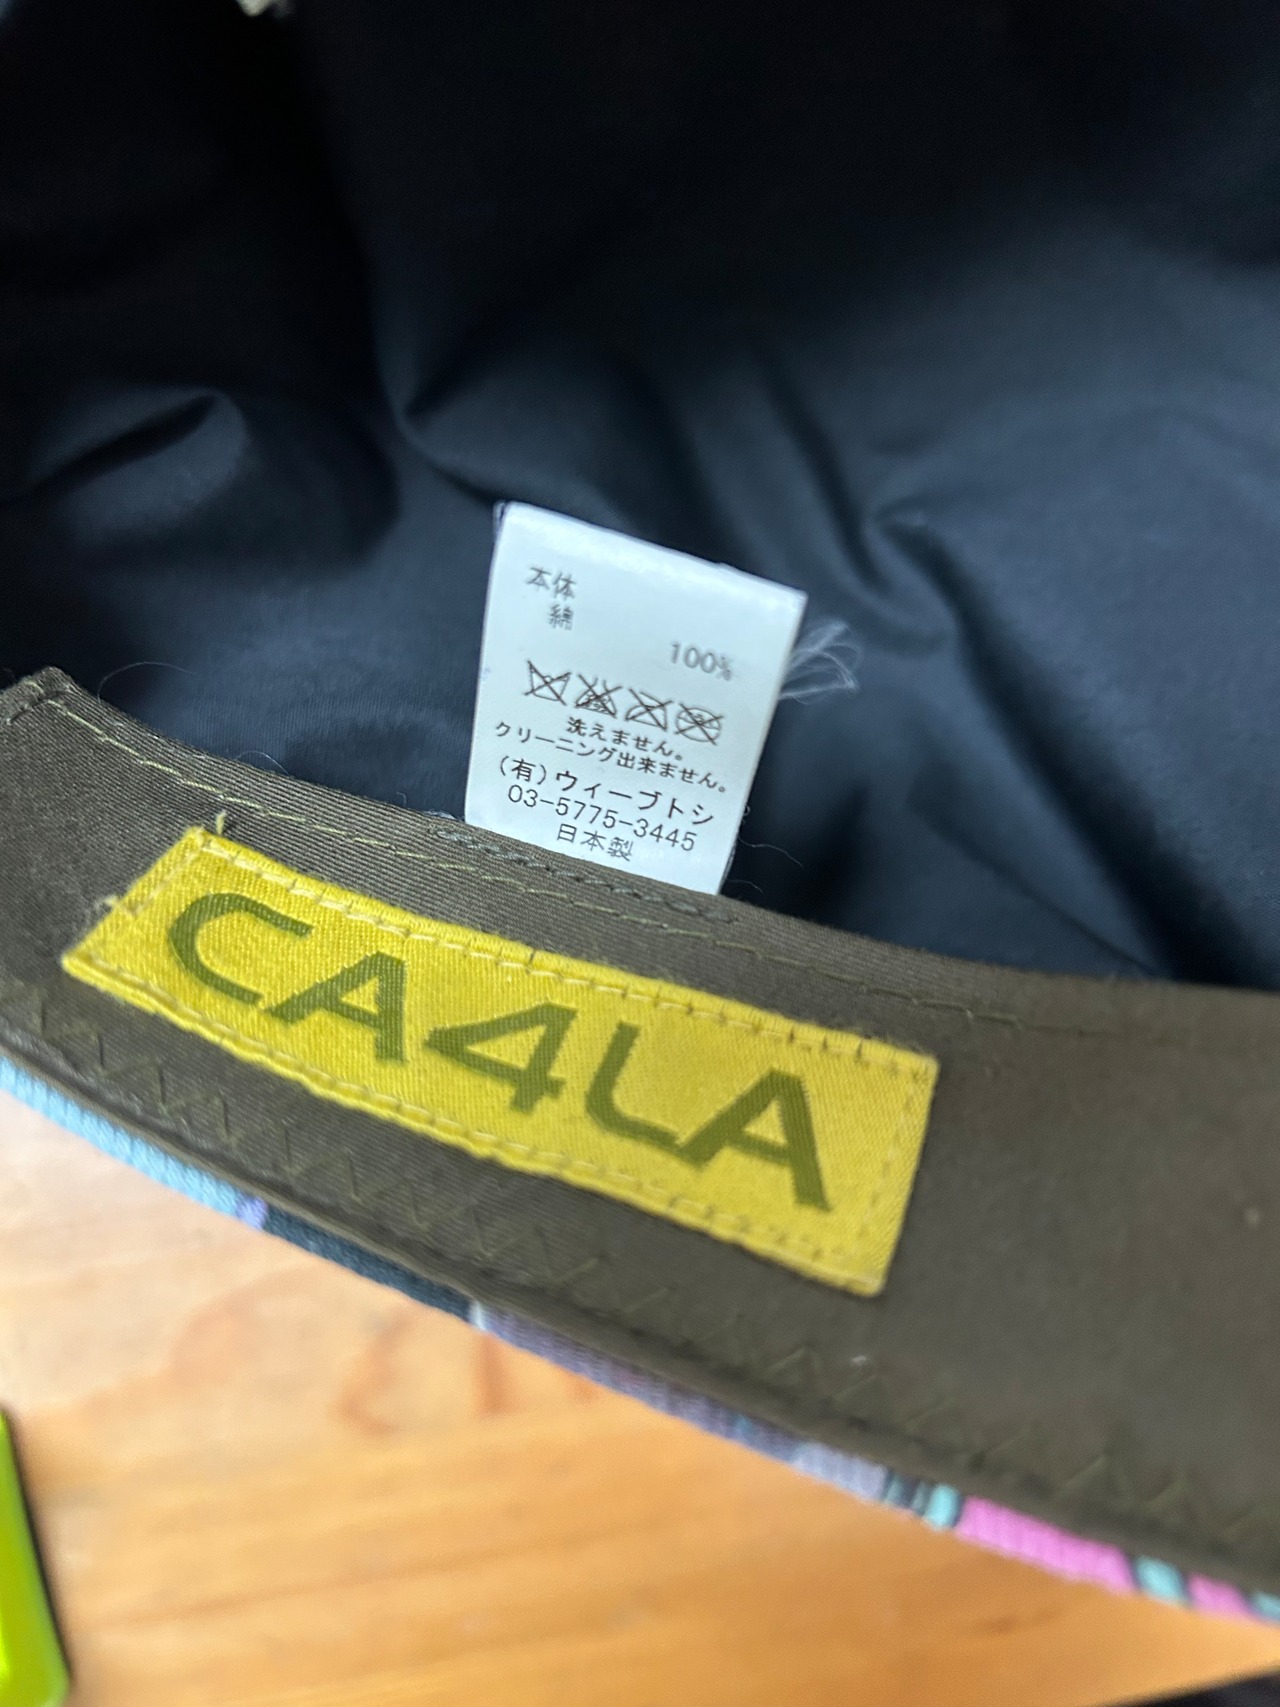 本体
綿
100%
洗えません。
クリーニング出来ません。
(有)ウィーブトシ
03-5775-3445
日本製
CA4LA